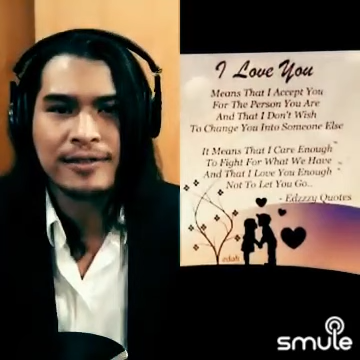 I Love You
Means That I Accept You
For The Person You Are
And That I Don't Wish
To Change You Into Someone Else
It Means That I Care Enough
To Fight For What We Have
And That I Love You Enough
Not To Let You Go..
- Edzzzy Quotes
edah
smule